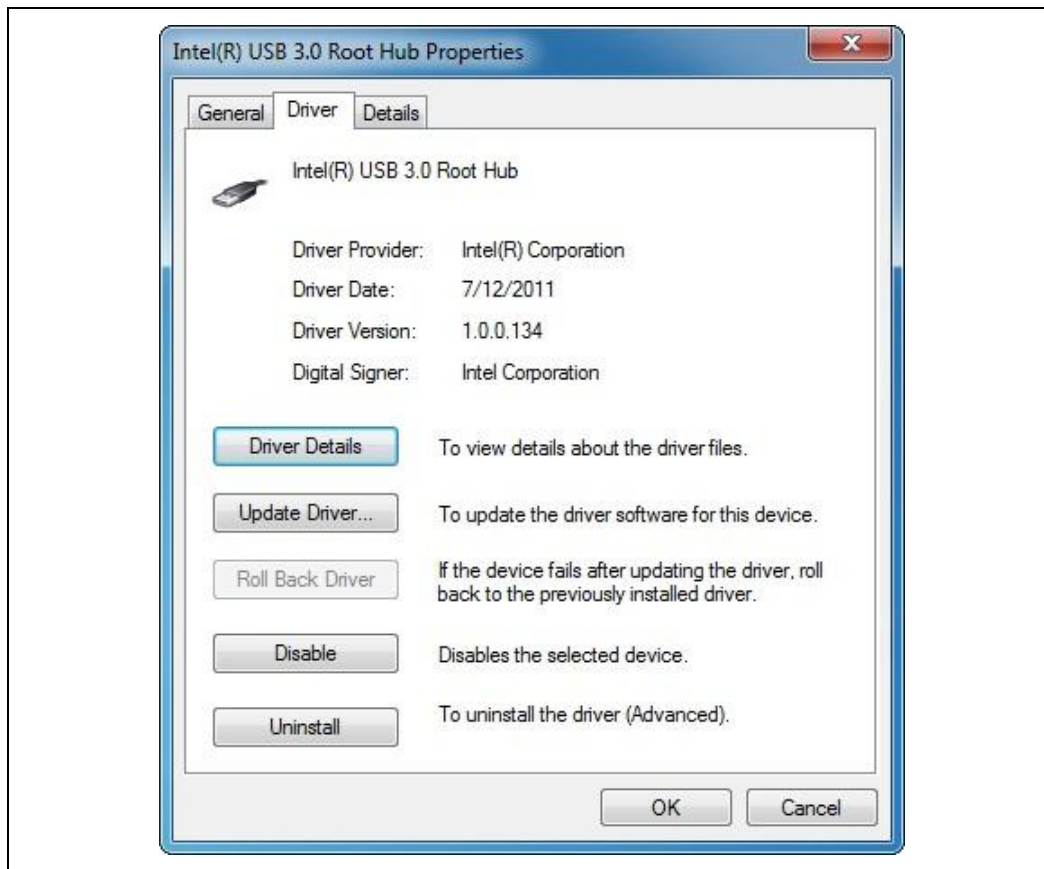 Intel(R) USB 3.0 Root Hub Properties
General Driver Details
Intel(R) USB 3.0 Root Hub
Driver Provider: Intel(R) Corporation
Driver Date: 7/12/2011
Driver Version: 1.0.0.134
Digital Signer: Intel Corporation
Driver Details To view details about the driver files.
Update Driver... To update the driver software for this device.
Roll Back Driver If the device fails after updating the driver, roll
back to the previously installed driver.
Disable Disables the selected device.
Uninstall To uninstall the driver (Advanced).
OK Cancel